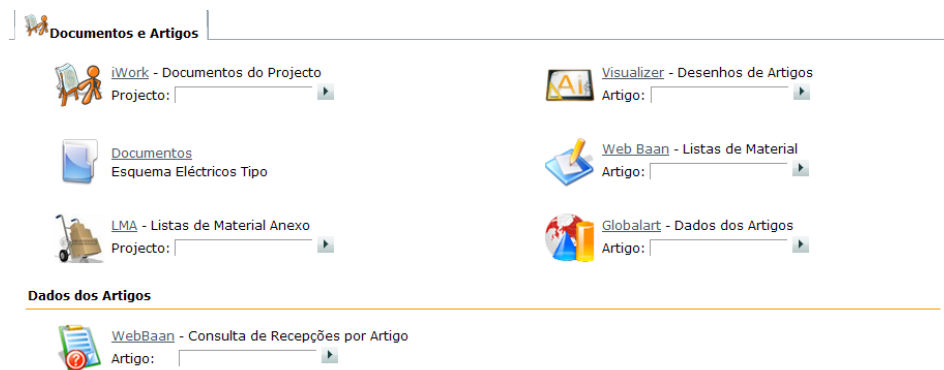 Documentos e Artigos
iWork - Documentos do Projecto
Projecto:
Visualizer - Desenhos de Artigos
Artigo:
Documentos
Esquema Eléctricos Tipo
Web Baan - Listas de Material
Artigo:
LMA - Listas de Material Anexo
Projecto:
Globalart - Dados dos Artigos
Artigo:
Dados dos Artigos
WebBaan - Consulta de Recepções por Artigo
Artigo: